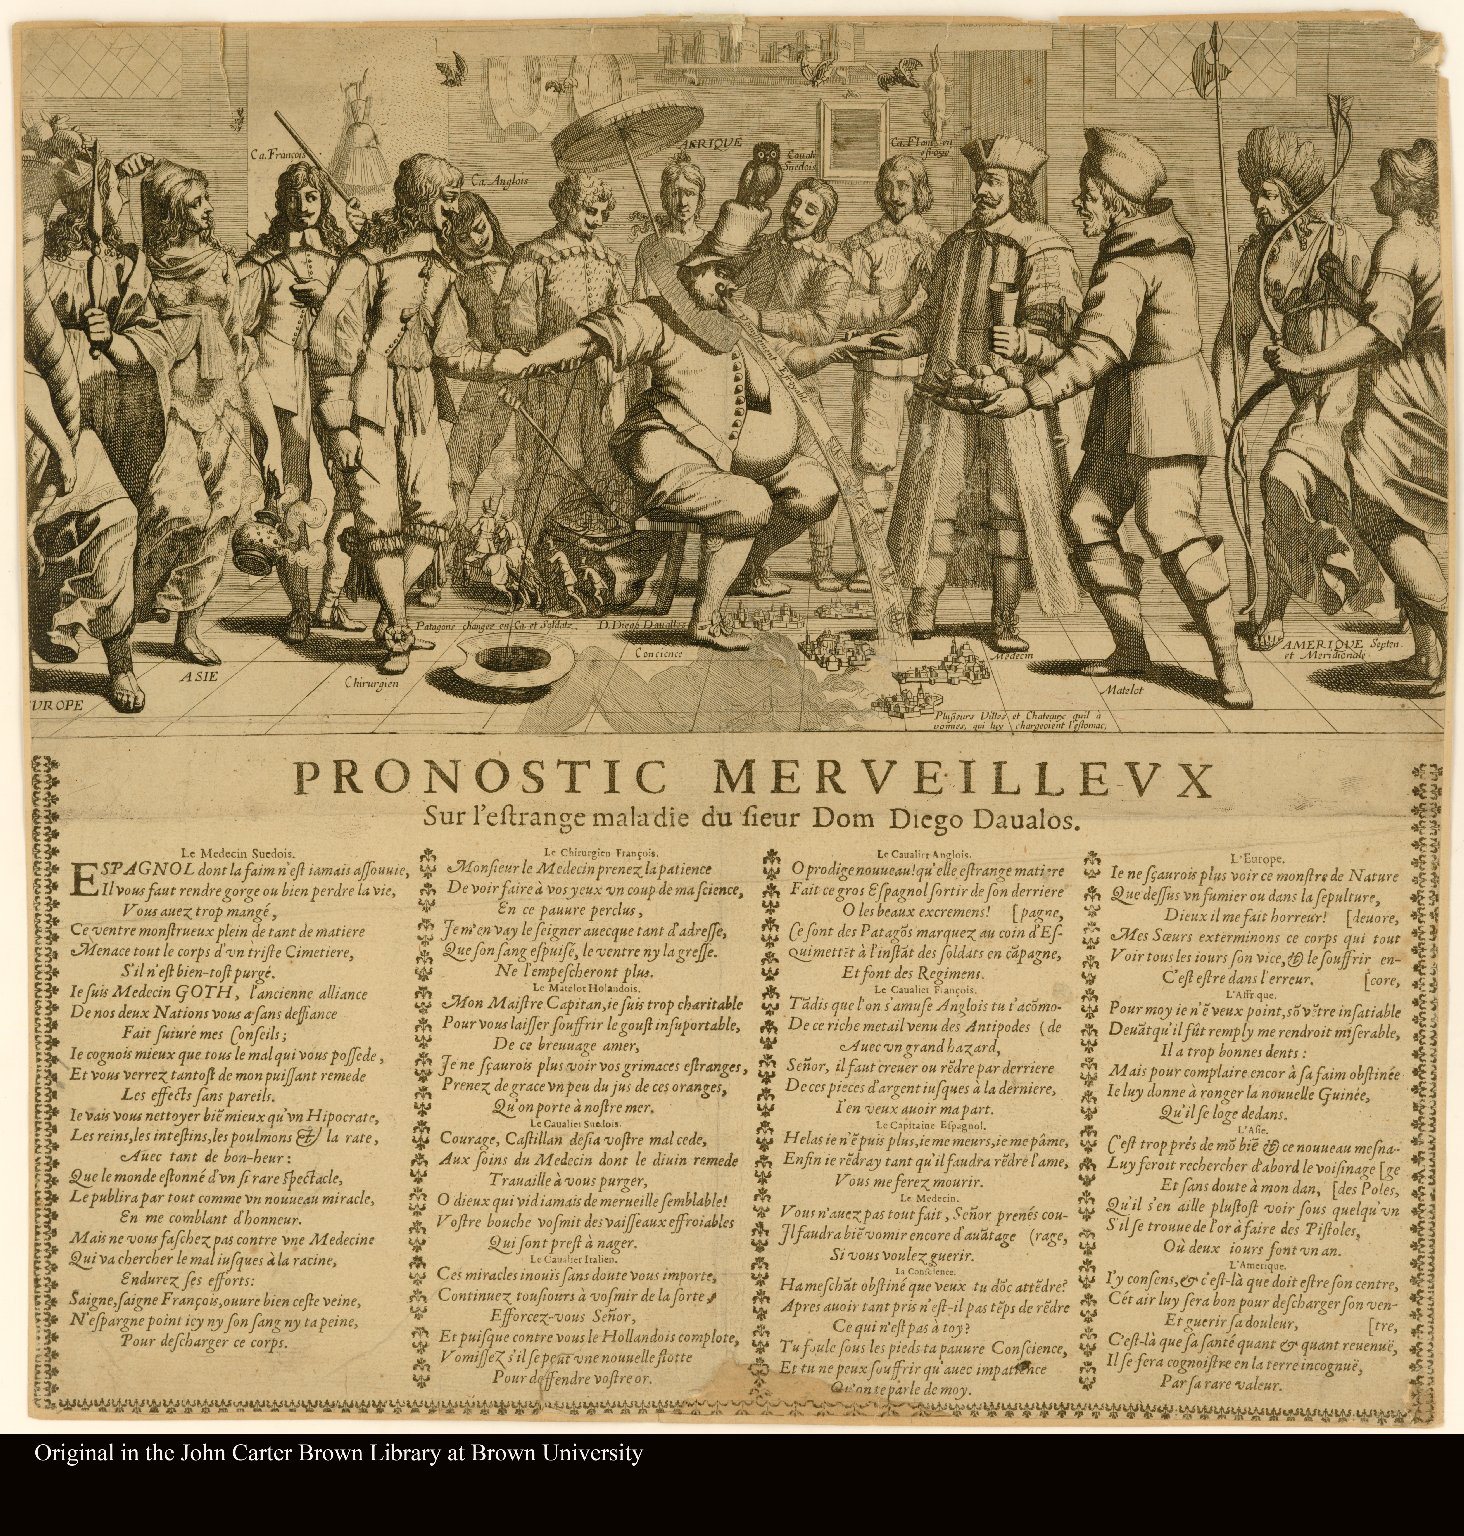 Ca. François
Ca. Anglois
AFRIQUE
Caual.
Suedois
Ca. Flam. en
ASIE
Chirurgien
Patagons changez en Ca. et Soldatz
D. Diego Daualos
Concience
Medecin
Matelot
AMERIQUE Septen.
et Meridionale
Plusieurs Villes et Chateaux quil à
vomies, qui luy chargeoient l'estomac,
PRONOSTIC MERVEILLEVX
Sur l'estrange maladie du sieur Dom Diego Daualos.
Le Medecin Suedois.
ESPAGNOL dont la faim n'est iamais assouuie,
Il vous faut rendre gorge ou bien perdre la vie,
Vous auez trop mangé,
Ce ventre monstrueux plein de tant de matiere
Menace tout le corps d'vn triste Cimetiere,
S'il n'est bien-tost purgé.
Ie suis Medecin GOTH, l'ancienne alliance
De nos deux Nations vous a sans deffiance
Fait suiure mes Conseils;
Ie cognois mieux que tous le mal qui vous possede,
Et vous verrez tantost de mon puissant remede
Les effects sans pareils.
Ie vais vous nettoyer biē mieux qu'vn Hipocrate,
Les reins, les intestins, les poulmons & la rate,
Auec tant de bon-heur:
Que le monde estonné d'vn si rare spectacle,
Le publira par tout comme vn nouueau miracle,
En me comblant d'honneur.
Mais ne vous faschez pas contre vne Medecine
Qui va chercher le mal iusques à la racine,
Endurez ses efforts:
Saigne, saigne François, ouure bien ceste veine,
N'espargne point icy ny son sang ny ta peine,
Pour descharger ce corps.
Le Chirurgien François.
Monsieur le Medecin prenez la patience
De voir faire à vos yeux vn coup de ma science,
En ce pauure perclus,
Je m'en vay le seigner auecque tant d'adresse,
Que son sang espuisé, le ventre ny la gresse.
Ne l'empescheront plus.
Le Matelot Holandois.
Mon Maistre Capitan, ie suis trop charitable
Pour vous laisser souffrir le goust insuportable,
De ce breuuage amer,
Je ne sçaurois plus voir vos grimaces estranges,
Prenez de grace vn peu du jus de ces oranges,
Qu'on porte à nostre mer.
Le Caualier Suedois.
Courage, Castillan desia vostre mal cede,
Aux soins du Medecin dont le diuin remede
Trauaille à vous purger,
O dieux qui vid iamais de merueille semblable!
Vostre bouche vosmit des vaisseaux effroiables
Qui sont prest à nager.
Le Caualier Italien.
Ces miracles inouïs sans doute vous importe,
Continuez tousiours à vosmir de la sorte,
Efforcez-vous Señor,
Et puisque contre vous le Hollandois complote,
Vomissez s'il se peut vne nouuelle flotte
Pour deffendre vostre or.
Le Caualier Anglois.
O prodige nouueau! qu'elle estrange matiere
Fait ce gros Espagnol sortir de son derriere
O les beaux excremens! [pagne,
Ce sont des Patagōs marquez au coin d'Es-
Qui mettēt à l'instāt des soldats en cāpagne,
Et font des Regimens.
Le Caualier François.
Tādis que l'on s'amuse Anglois tu t'acōmo-
De ce riche metail venu des Antipodes (de
Auec vn grand hazard,
Señor, il faut creuer ou rēdre par derriere
De ces pieces d'argent iusques à la derniere,
I'en veux auoir ma part.
Le Capitaine Espagnol.
Helas ie n'ē puis plus, ie me meurs, ie me pâme,
Enfin ie rēdray tant qu'il faudra rēdre l'ame,
Vous me ferez mourir.
Le Medecin.
Vous n'auez pas tout fait, Señor prenés cou-
Il faudra biē vomir encore d'auātage (rage,
Si vous voulez guerir.
La Conscience.
Ha meschāt obstiné que veux tu dōc attēdre?
Apres auoir tant pris n'est-il pas tēps de rēdre
Ce qui n'est pas à toy?
Tu foule sous les pieds ta pauure Conscience,
Et tu ne peux souffrir qu'auec impatience
Qu'on te parle de moy.
L'Europe.
Ie ne sçaurois plus voir ce monstre de Nature
Que dessus vn fumier ou dans la sepulture,
Dieux il me fait horreur! [deuore,
Mes Sœurs exterminons ce corps qui tout
Voir tous les iours son vice, & le souffrir en-
C'est estre dans l'erreur. [core,
L'Affrique.
Pour moy ie n'ē veux point, sō vētre insatiable
Deuāt qu'il fût remply me rendroit miserable,
Il a trop bonnes dents:
Mais pour complaire encor à sa faim obstinée
Ie luy donne à ronger la nouuelle Guinée,
Qu'il se loge dedans.
L'Asie.
C'est trop prés de mō biē & ce nouueau mesna-
Luy feroit rechercher d'abord le voisinage [ge
Et sans doute à mon dan, [des Poles,
Qu'il s'en aille plustost voir sous quelqu'vn
S'il se trouue de l'or à faire des Pistoles,
Où deux iours font vn an.
L'Amerique.
I'y consens, & c'est-là que doit estre son centre,
Cét air luy sera bon pour descharger son ven-
Et guerir sa douleur, [tre,
C'est-là que sa santé quant & quant reuenuë,
Il se fera cognoistre en la terre incognuë,
Par sa rare valeur.
Original in the John Carter Brown Library at Brown University